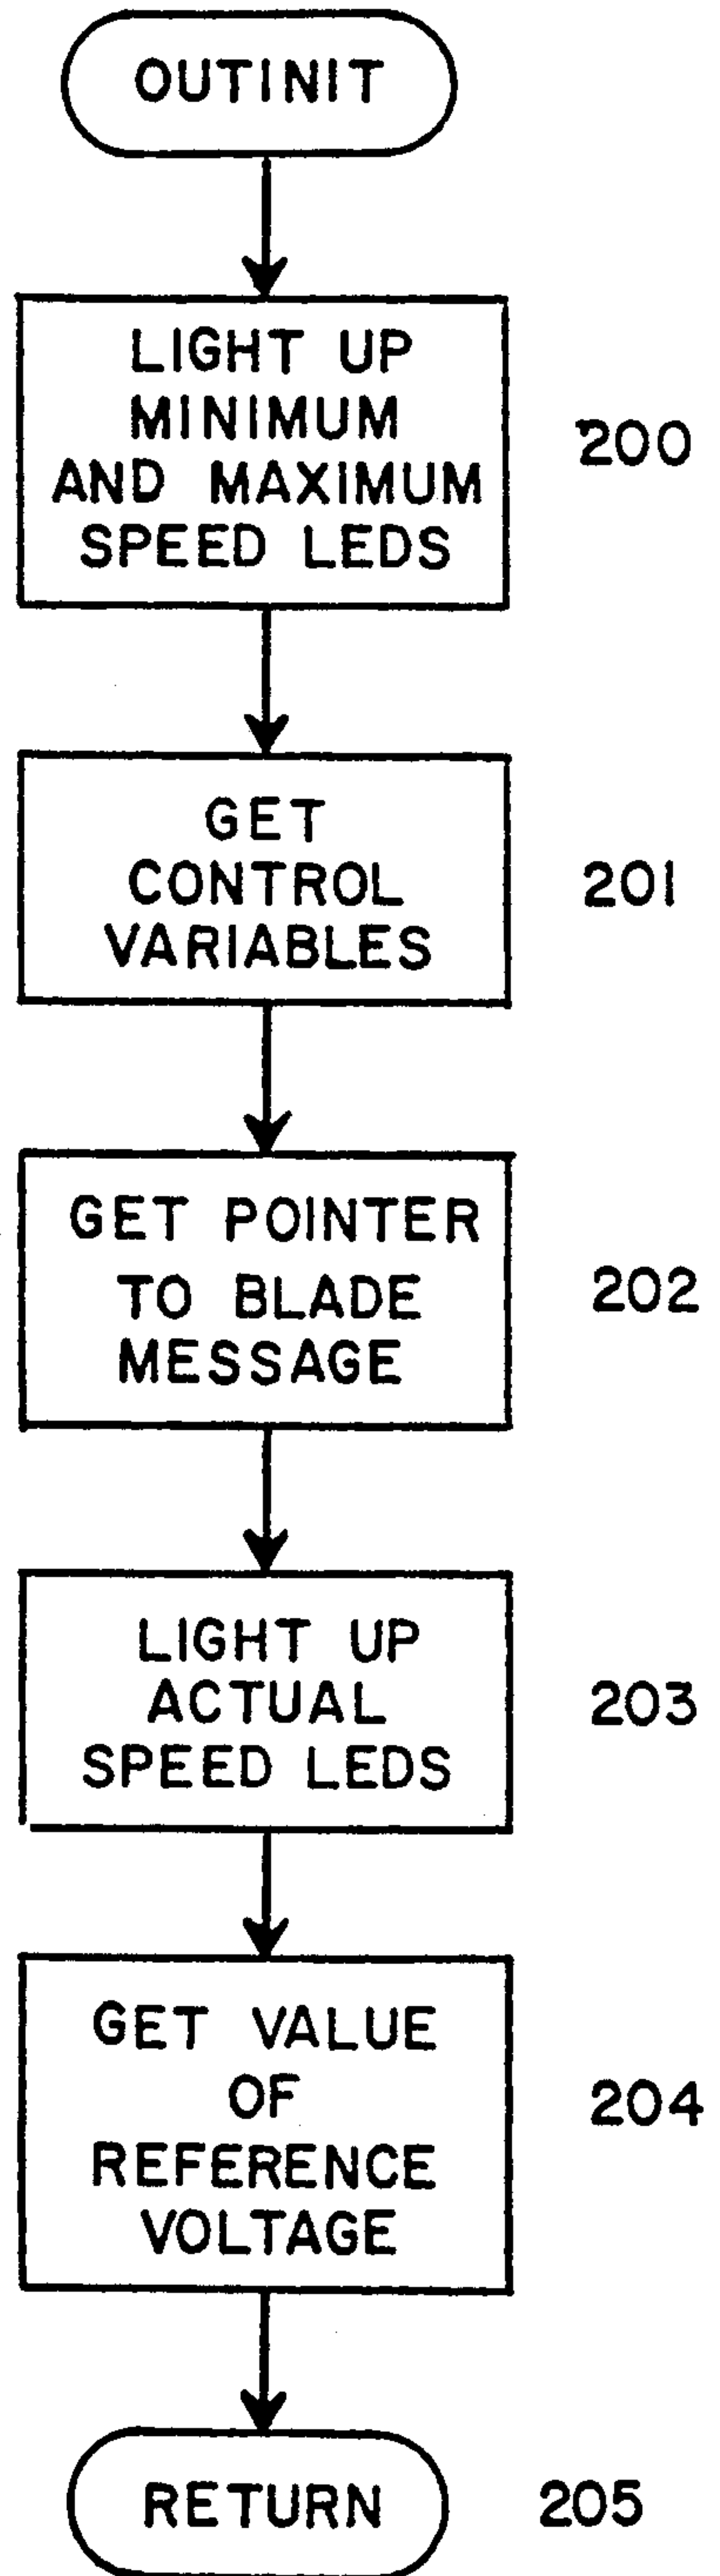 OUTINIT
LIGHT UP
MINIMUM
AND MAXIMUM
SPEED LEDS
200
GET
CONTROL
VARIABLES
201
GET POINTER
TO BLADE
MESSAGE
202
LIGHT UP
ACTUAL
SPEED LEDS
203
GET VALUE
OF
REFERENCE
VOLTAGE
204
RETURN
205